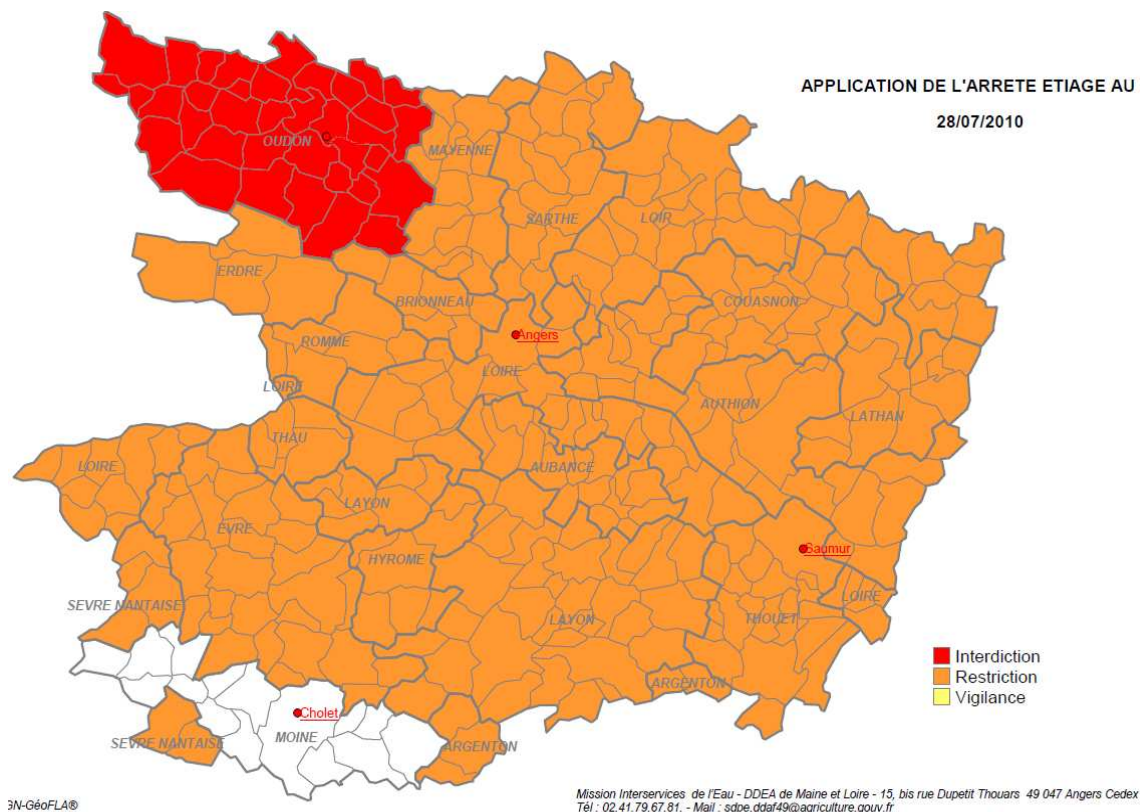 APPLICATION DE L'ARRETE ETIAGE AU
28/07/2010
OUDON
MAYENNE
SARTHE
LOIR
ERDRE
BRIONNEAU
COUASNON
Angers
ROMME
LOIRE
LOIRE
AUTHION
LATHAN
THAU
LOIRE
AUBANCE
LAYON
EVRE
HYROME
Saumur
SEVRE NANTAISE
LAYON
THOUET
LOIRE
Interdiction
Restriction
Vigilance
ARGENTON
Cholet
MOINE
SEVRE NANTAISE
ARGENTON
Mission Interservices de l'Eau - DDEA de Maine et Loire - 15, bis rue Dupetit Thouars 49 047 Angers Cedex
Tél : 02.41.79.67.81. - Mail : sdpe.ddaf49@agriculture.gouv.fr
GN-GéoFLA®